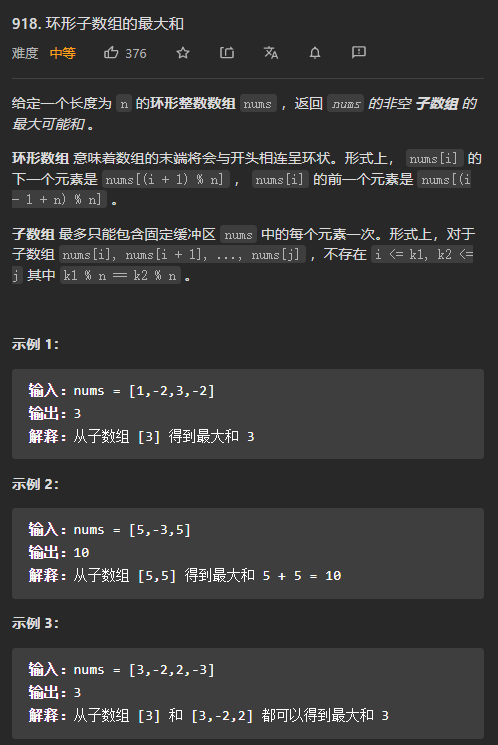 918. 环形子数组的最大和
难度 中等 376
给定一个长度为 n 的环形整数数组 nums ，返回 nums 的非空 子数组 的
最大可能和 。
环形数组 意味着数组的末端将会与开头相连呈环状。形式上， nums[i] 的
下一个元素是 nums[(i + 1) % n] ， nums[i] 的前一个元素是 nums[(i
- 1 + n) % n] 。
子数组 最多只能包含固定缓冲区 nums 中的每个元素一次。形式上，对于
子数组 nums[i], nums[i + 1], ..., nums[j] ，不存在 i <= k1, k2 <=
j 其中 k1 % n == k2 % n 。
示例 1：
输入：nums = [1,-2,3,-2]
输出：3
解释：从子数组 [3] 得到最大和 3
示例 2：
输入：nums = [5,-3,5]
输出：10
解释：从子数组 [5,5] 得到最大和 5 + 5 = 10
示例 3：
输入：nums = [3,-2,2,-3]
输出：3
解释：从子数组 [3] 和 [3,-2,2] 都可以得到最大和 3